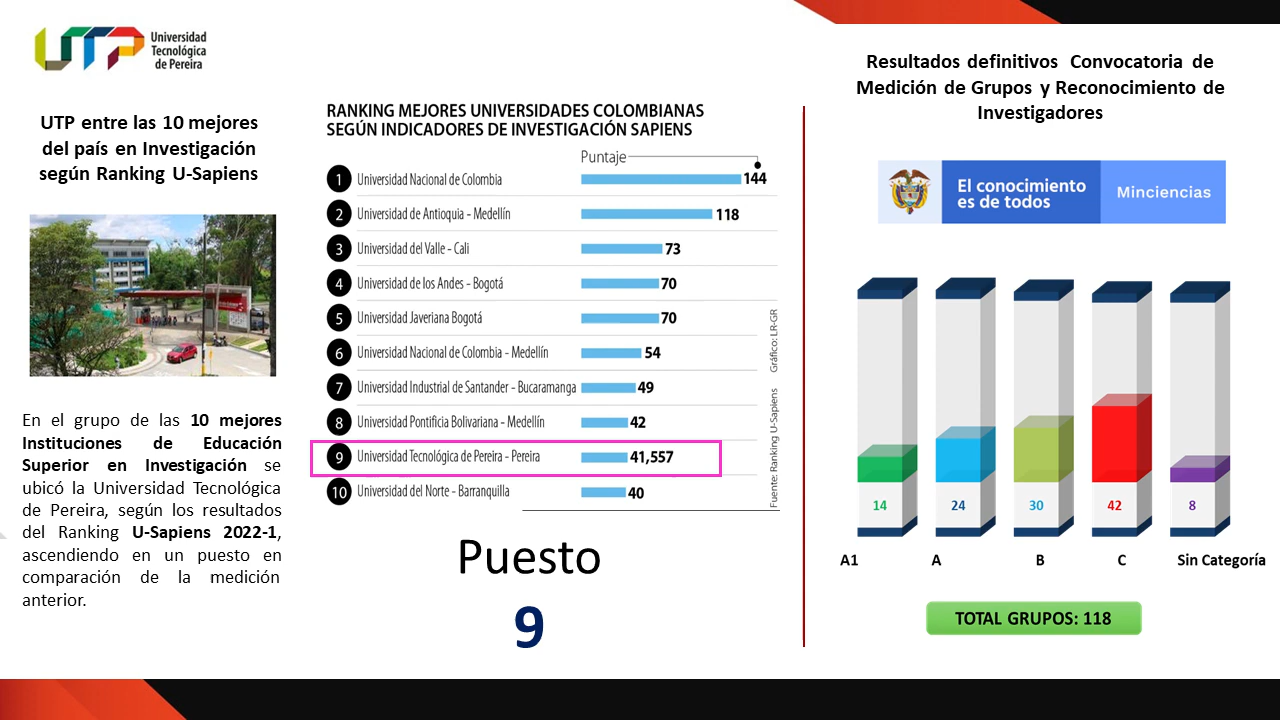 UTP Universidad
Tecnológica
de Pereira
UTP entre las 10 mejores
del país en Investigación
según Ranking U-Sapiens
En el grupo de las 10 mejores
Instituciones de Educación
Superior en Investigación se
ubicó la Universidad Tecnológica
de Pereira, según los resultados
del Ranking U-Sapiens 2022-1,
ascendiendo en un puesto en
comparación de la medición
anterior.
RANKING MEJORES UNIVERSIDADES COLOMBIANAS
SEGÚN INDICADORES DE INVESTIGACIÓN SAPIENS
Puntaje
1 Universidad Nacional de Colombia 144
2 Universidad de Antioquia - Medellín 118
3 Universidad del Valle - Cali 73
4 Universidad de los Andes - Bogotá 70
5 Universidad Javeriana Bogotá 70
6 Universidad Nacional de Colombia - Medellín 54
7 Universidad Industrial de Santander - Bucaramanga 49
8 Universidad Pontificia Bolivariana - Medellín 42
9 Universidad Tecnológica de Pereira - Pereira 41,557
10 Universidad del Norte - Barranquilla 40
Fuente: Ranking U-Sapiens Gráfico: LR-GR
Puesto
9
Resultados definitivos Convocatoria de
Medición de Grupos y Reconocimiento de
Investigadores
El conocimiento
es de todos
Minciencias
14 24 30 42 8
A1 A B C Sin Categoría
TOTAL GRUPOS: 118